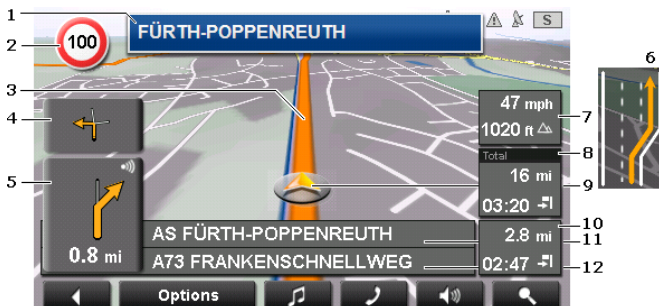 1
FÜRTH-POPPENREUTH
S
2
100
3
4
5
0.8 mi
6
47 mph
1020 ft
7
Total
8
16 mi
03:20
9
AS FÜRTH-POPPENREUTH
2.8 mi
10
11
A73 FRANKENSCHNELLWEG
02:47
12
Options